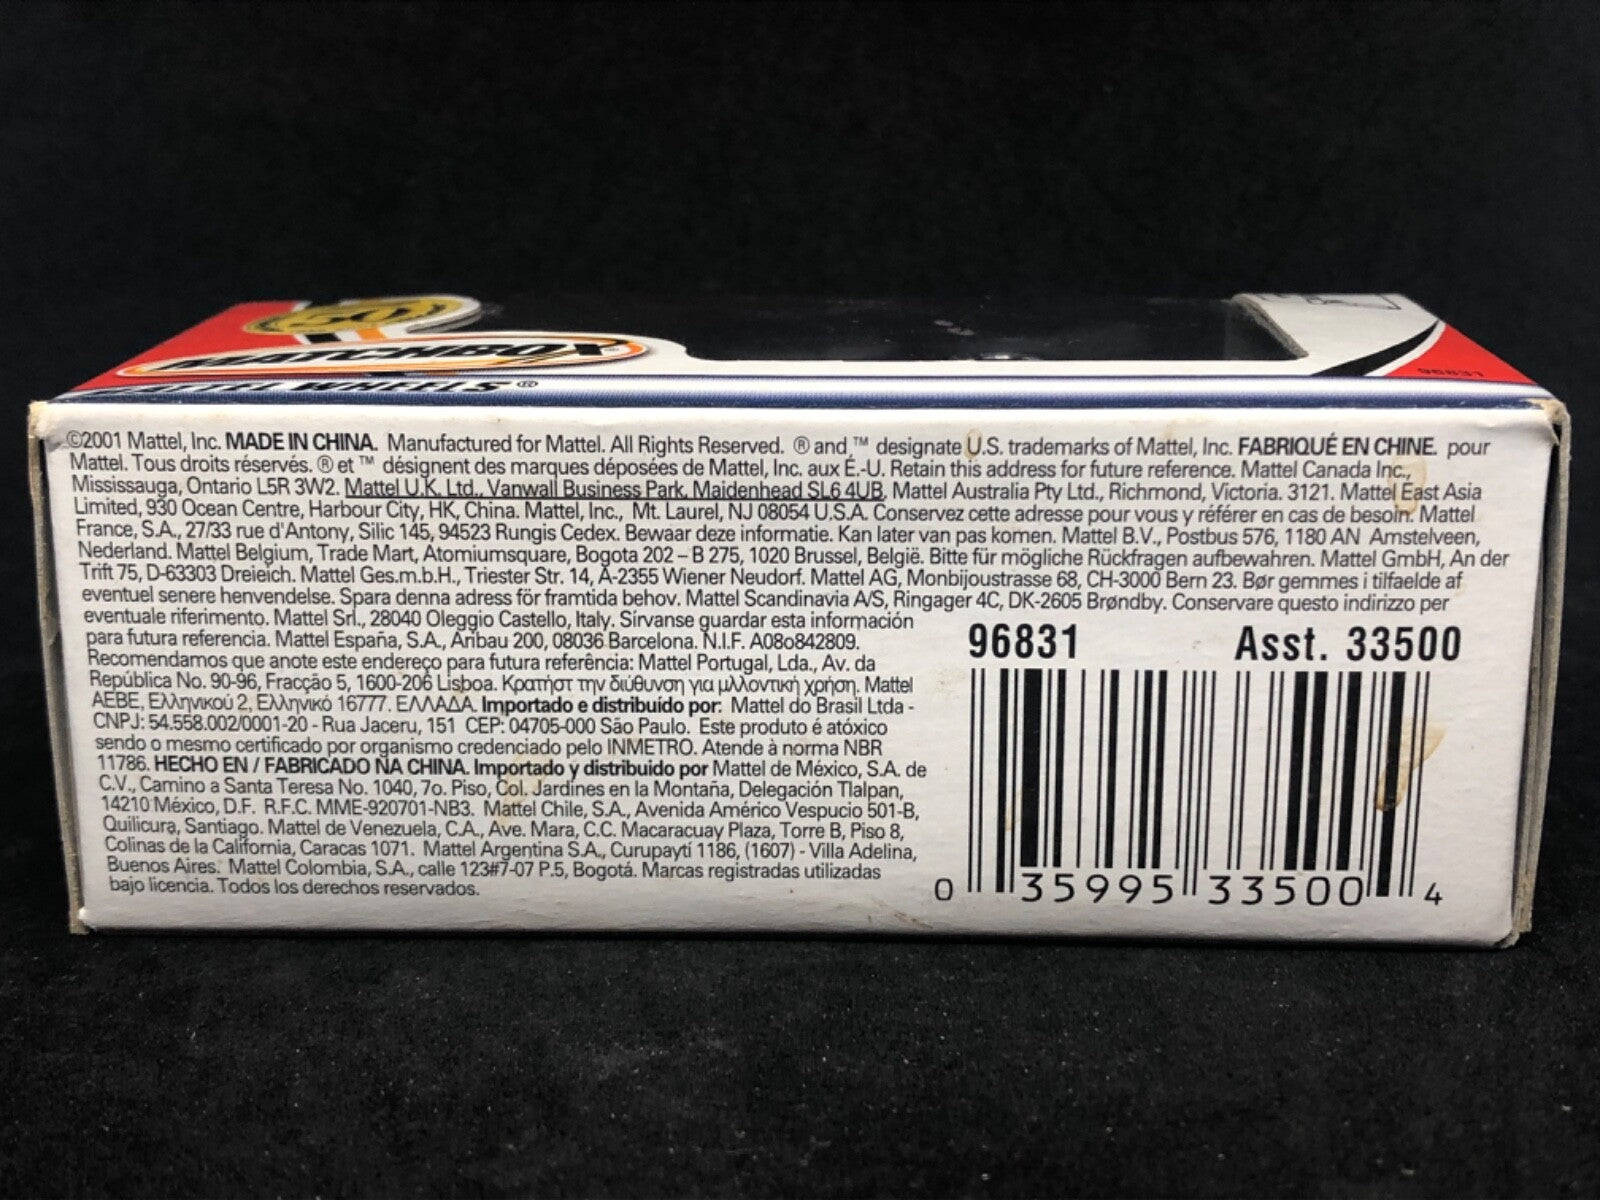 50
MATCHBOX
WHEELS®
96831
©2001 Mattel, Inc. MADE IN CHINA. Manufactured for Mattel. All Rights Reserved. ® and ™ designate U.S. trademarks of Mattel, Inc. FABRIQUÉ EN CHINE. pour
Mattel. Tous droits réservés. ® et ™ désignent des marques déposées de Mattel, Inc. aux É.-U. Retain this address for future reference. Mattel Canada Inc.,
Mississauga, Ontario L5R 3W2. Mattel U.K. Ltd., Vanwall Business Park, Maidenhead SL6 4UB. Mattel Australia Pty Ltd., Richmond, Victoria. 3121. Mattel East Asia
Limited, 930 Ocean Centre, Harbour City, HK, China. Mattel, Inc., Mt. Laurel, NJ 08054 U.S.A. Conservez cette adresse pour vous y référer en cas de besoin. Mattel
France, S.A., 27/33 rue d'Antony, Silic 145, 94523 Rungis Cedex. Bewaar deze informatie. Kan later van pas komen. Mattel B.V., Postbus 576, 1180 AN Amstelveen,
Nederland. Mattel Belgium, Trade Mart, Atomiumsquare, Bogota 202 – B 275, 1020 Brussel, België. Bitte für mögliche Rückfragen aufbewahren. Mattel GmbH, An der
Trift 75, D-63303 Dreieich. Mattel Ges.m.b.H., Triester Str. 14, A-2355 Wiener Neudorf. Mattel AG, Monbijoustrasse 68, CH-3000 Bern 23. Bør gemmes i tilfaelde af
eventuel senere henvendelse. Spara denna adress för framtida behov. Mattel Scandinavia A/S, Ringager 4C, DK-2605 Brøndby. Conservare questo indirizzo per
eventuale riferimento. Mattel Srl., 28040 Oleggio Castello, Italy. Sírvanse guardar esta información
para futura referencia. Mattel España, S.A., Aribau 200, 08036 Barcelona. N.I.F. A08o842809.
Recomendamos que anote este endereço para futura referência: Mattel Portugal, Lda., Av. da
República No. 90-96, Fracção 5, 1600-206 Lisboa. Κρατήστ την διύθυνση για μλλοντική χρήση. Mattel
AEBE, Ελληνικού 2, Ελληνικό 16777. ΕΛΛΑΔΑ. Importado e distribuído por: Mattel do Brasil Ltda -
CNPJ: 54.558.002/0001-20 - Rua Jaceru, 151 CEP: 04705-000 São Paulo. Este produto é atóxico
sendo o mesmo certificado por organismo credenciado pelo INMETRO. Atende à norma NBR
11786. HECHO EN / FABRICADO NA CHINA. Importado y distribuido por Mattel de México, S.A. de
C.V., Camino a Santa Teresa No. 1040, 7o. Piso, Col. Jardines en la Montaña, Delegación Tlalpan,
14210 México, D.F. R.F.C. MME-920701-NB3. Mattel Chile, S.A., Avenida Américo Vespucio 501-B,
Quilicura, Santiago. Mattel de Venezuela, C.A., Ave. Mara, C.C. Macaracuay Plaza, Torre B, Piso 8,
Colinas de la California, Caracas 1071. Mattel Argentina S.A., Curupaytí 1186, (1607) - Villa Adelina,
Buenos Aires. Mattel Colombia, S.A., calle 123#7-07 P.5, Bogotá. Marcas registradas utilizadas
bajo licencia. Todos los derechos reservados.
96831 Asst. 33500
0 35995 33500 4